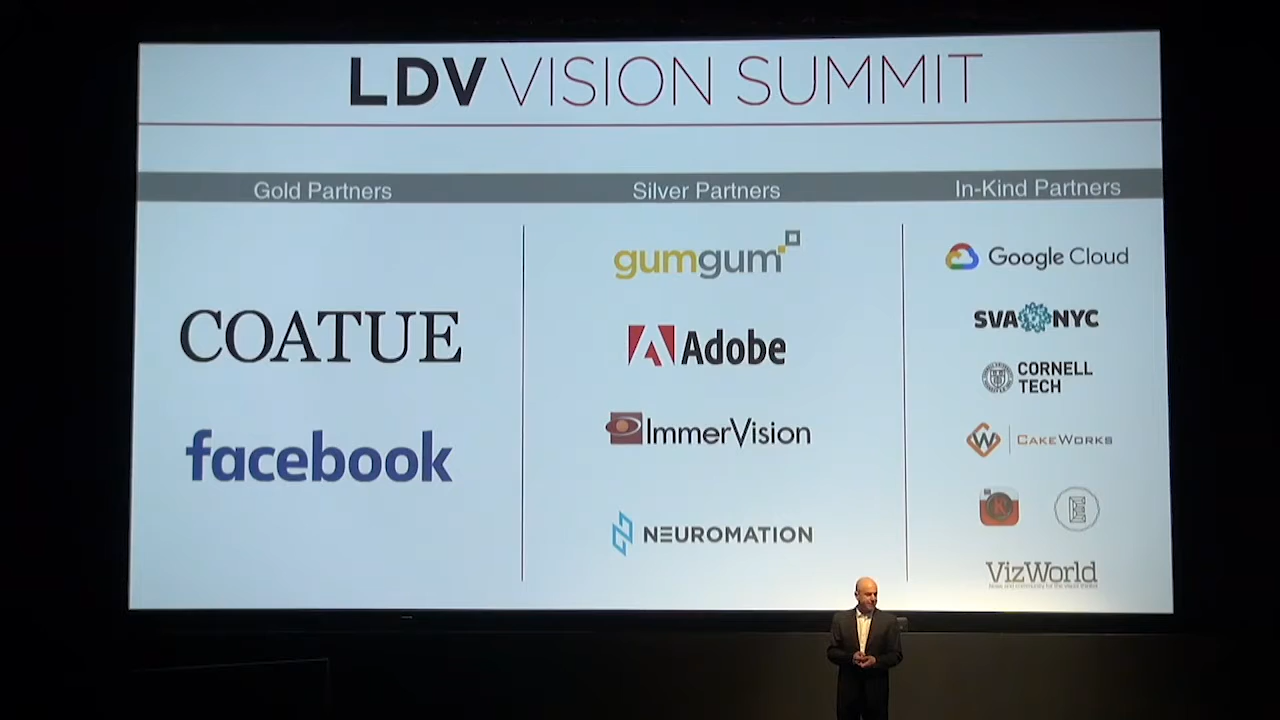 LDV VISION SUMMIT
Gold Partners
Silver Partners
In-Kind Partners
COATUE
facebook
gumgum
Adobe
ImmerVision
NEUROMATION
Google Cloud
SVA NYC
CORNELL
TECH
CW CAKEWORKS
K
E
VizWorld